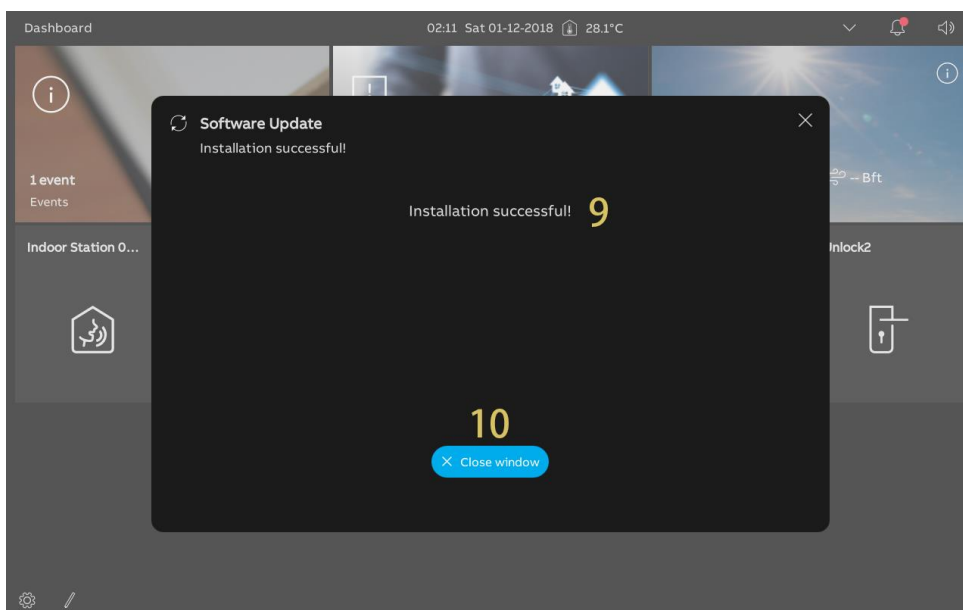 Dashboard
02:11 Sat 01-12-2018 28.1°C
Software Update
Installation successful!
Installation successful! 9
1 event
Events
-- Bft
Indoor Station 0...
Unlock2
10
Close window